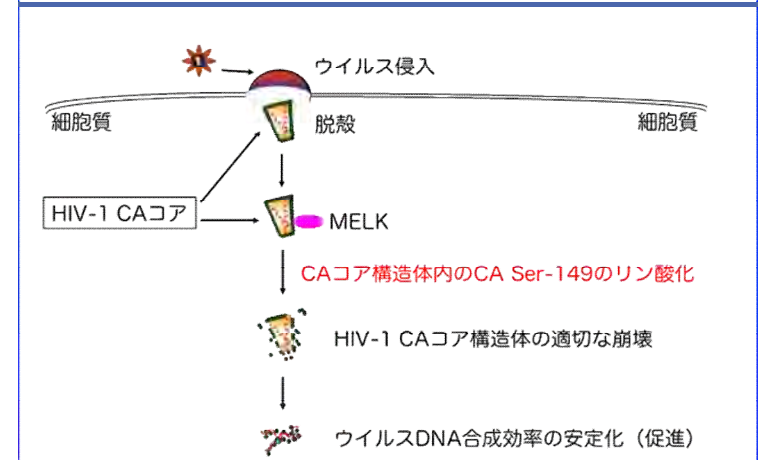 ウイルス侵入
細胞質
脱殻
細胞質
HIV-1 CAコア
MELK
CAコア構造体内のCA Ser-149のリン酸化
HIV-1 CAコア構造体の適切な崩壊
ウイルスDNA合成効率の安定化（促進）